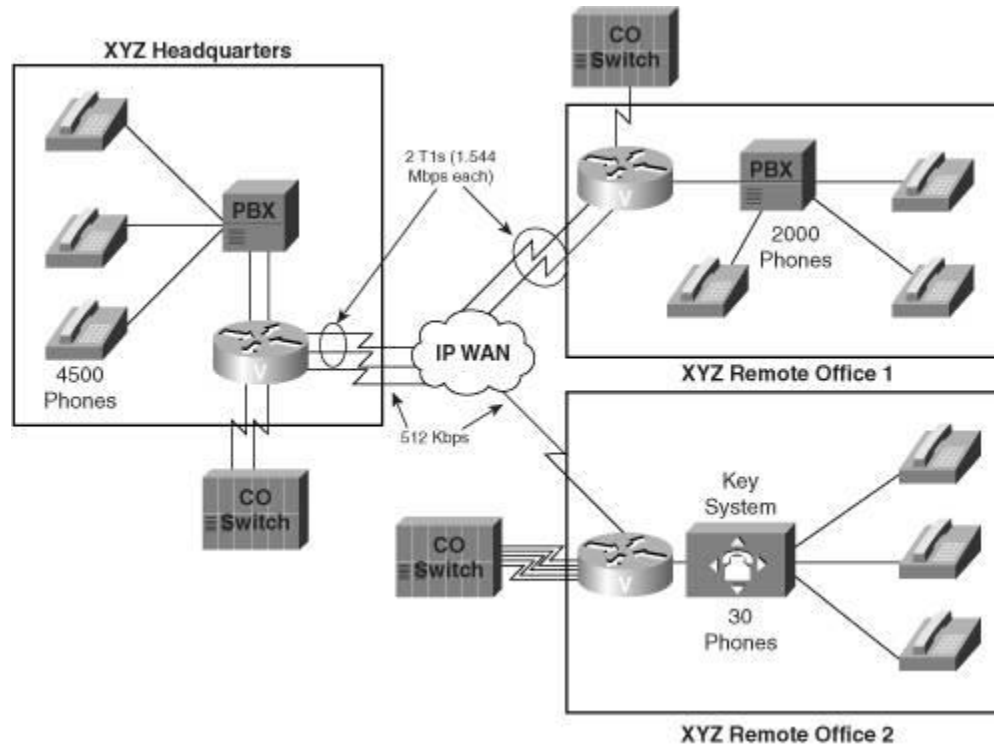 XYZ Headquarters
PBX
4500
Phones
V
CO
Switch
2 T1s (1.544
Mbps each)
IP WAN
512 Kbps
CO
Switch
V
PBX
2000
Phones
XYZ Remote Office 1
CO
Switch
V
Key
System
30
Phones
XYZ Remote Office 2